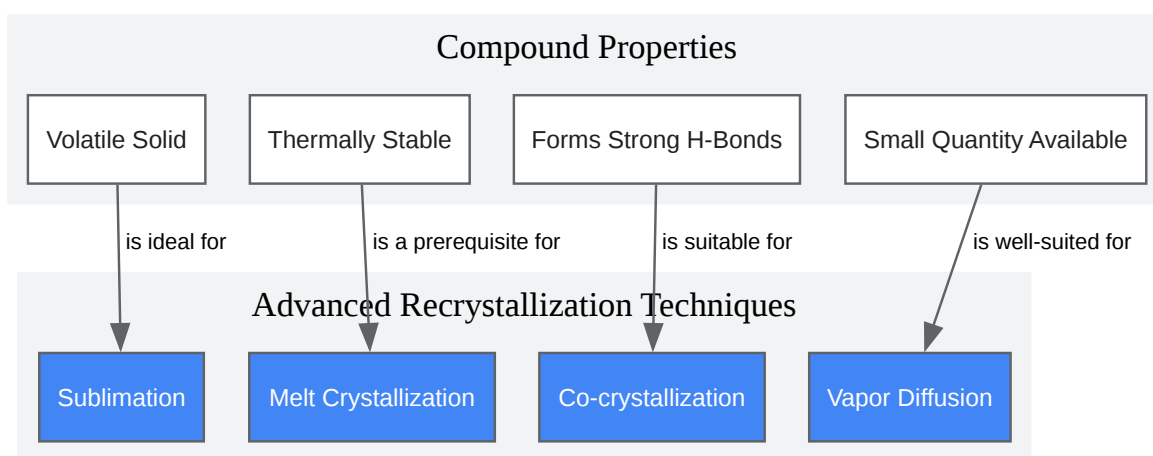 Compound Properties
Volatile Solid
Thermally Stable
Forms Strong H-Bonds
Small Quantity Available
is ideal for
is a prerequisite for
is suitable for
is well-suited for
Advanced Recrystallization Techniques
Sublimation
Melt Crystallization
Co-crystallization
Vapor Diffusion